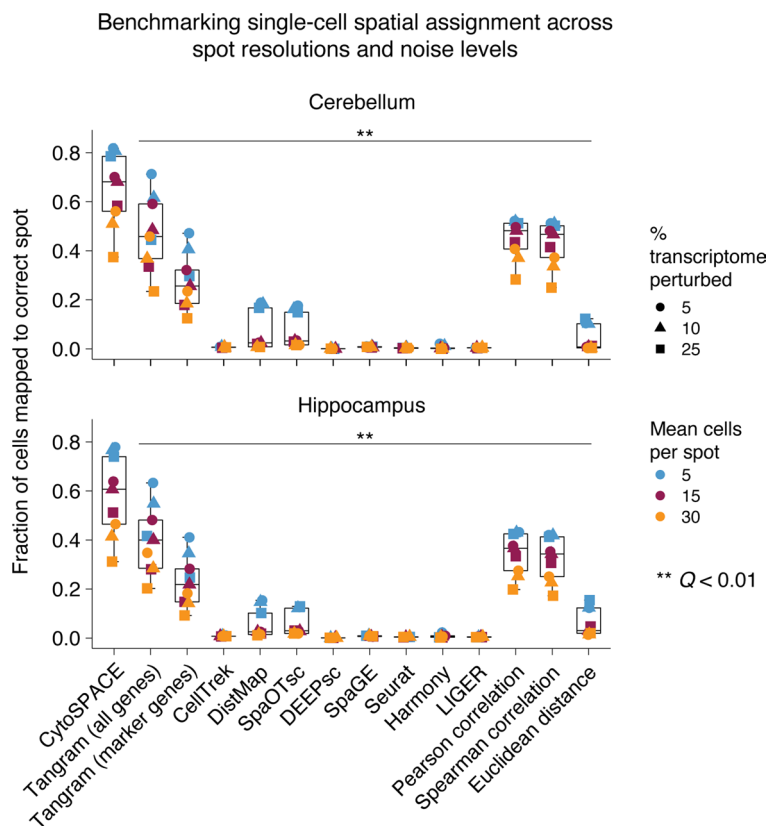 Benchmarking single-cell spatial assignment across
spot resolutions and noise levels
Cerebellum
**
0.8
0.6
0.4
0.2
0.0
Fraction of cells mapped to correct spot
%
transcriptome
perturbed
5
10
25
Hippocampus
**
0.8
0.6
0.4
0.2
0.0
Mean cells
per spot
5
15
30
** Q < 0.01
CytoSPACE
Tangram (all genes)
Tangram (marker genes)
CellTrek
DistMap
SpaOTsc
DEEPsc
SpaGE
Seurat
Harmony
LIGER
Pearson correlation
Spearman correlation
Euclidean distance